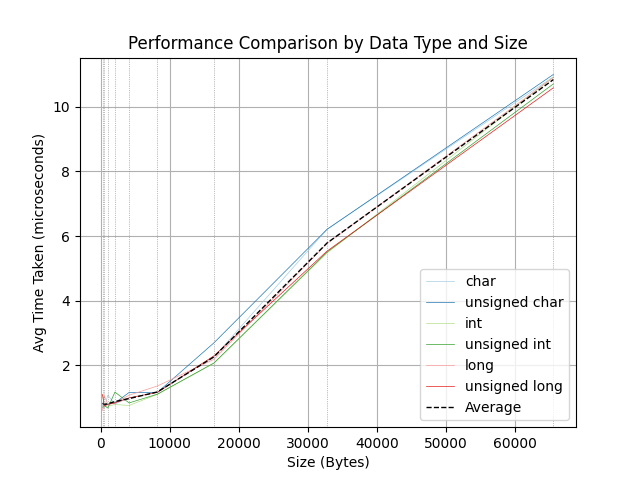 Performance Comparison by Data Type and Size
Avg Time Taken (microseconds)
10
8
6
4
2
char
unsigned char
int
unsigned int
long
unsigned long
Average
0 10000 20000 30000 40000 50000 60000
Size (Bytes)